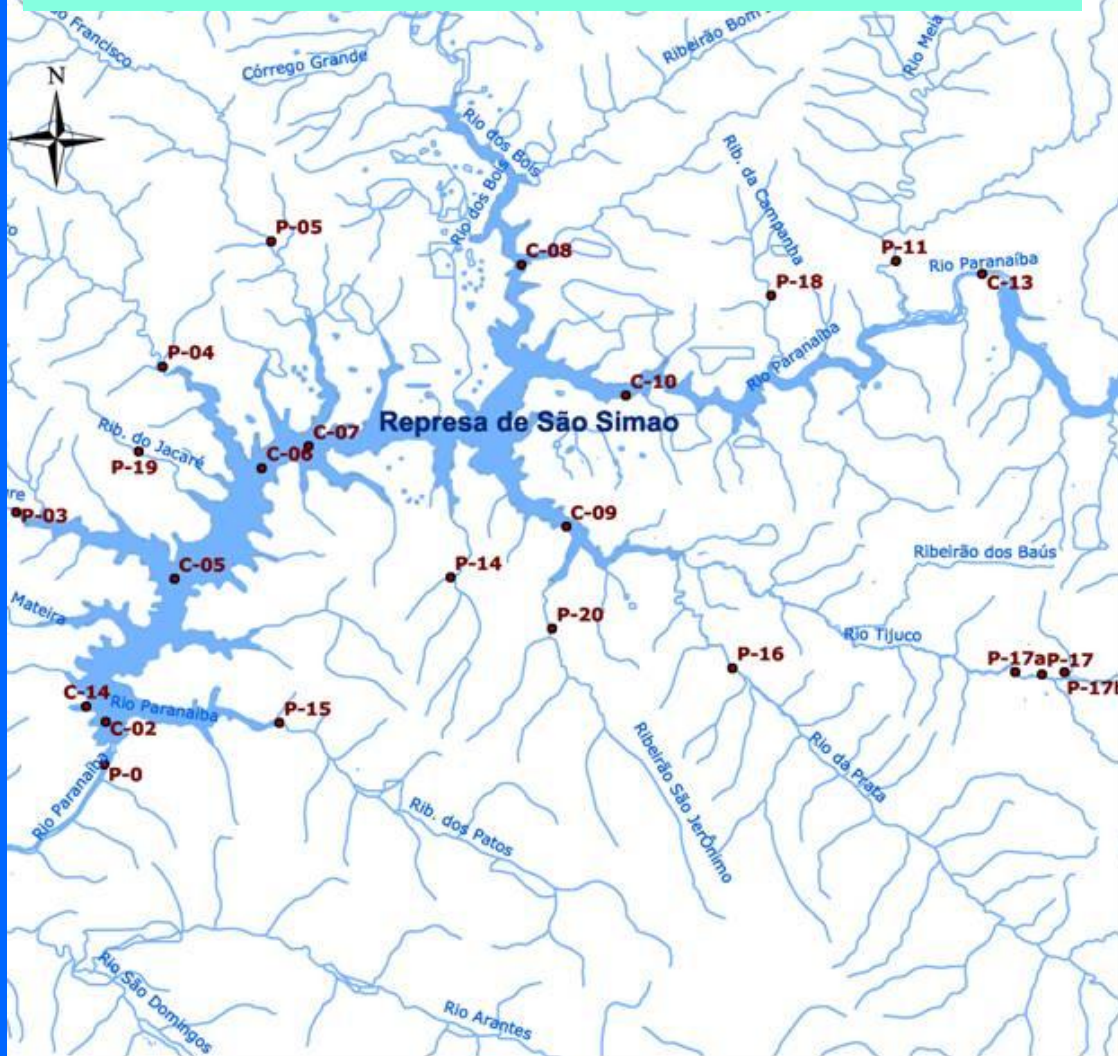 Francisco
Córrego Grande
Ribeirão Bom
Rio Meia
N
Rio dos Bois
Rio dos Bois
Rib. da Campanha
P-05
C-08
P-11
Rio Paranaíba
C-13
P-18
Rio Paranaíba
P-04
C-10
Represa de São Simao
C-07
C-06
Rib. do Jacaré
P-19
P-03
C-09
C-05
P-14
Ribeirão dos Baús
Mateira
P-20
Rio Tijuco
P-16
P-17a
P-17
P-17
C-14
Rio Paranaíba
C-02
P-15
P-0
Rio Paranaíba
Ribeirão São JerÔnimo
Rio da Prata
Rib. dos Patos
Rio São Domingos
Rio Arantes